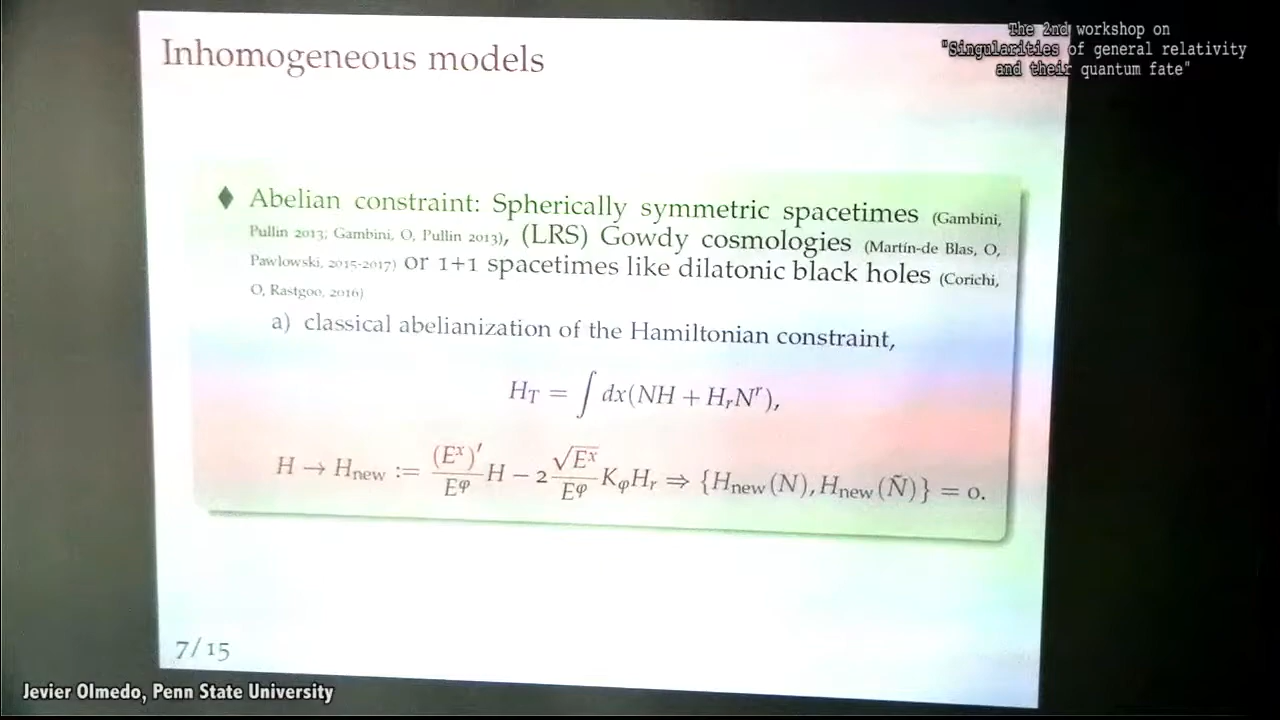 Inhomogeneous models
The 2nd workshop on
"Singularities of general relativity
and their quantum fate"
♦ Abelian constraint: Spherically symmetric spacetimes (Gambini,
Pullin 2013; Gambini, O, Pullin 2013), (LRS) Gowdy cosmologies (Martín-de Blas, O,
Pawlowski, 2015-2017) or 1+1 spacetimes like dilatonic black holes (Corichi,
O, Rastgoo, 2016)
a) classical abelianization of the Hamiltonian constraint,
H_T = ∫ dx(NH + H_r N^r),
H → H_new := (E^x)'/E^φ H − 2 √E^x/E^φ K_φ H_r ⇒ {H_new(N), H_new(Ñ)} = 0.
7/15
Jevier Olmedo, Penn State University